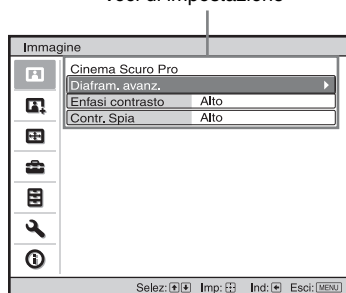 Voci di impostazione
Immagine
Cinema Scuro Pro
Diafram. avanz.
Enfasi contrasto Alto
Contr. Spia Alto
Selez: Imp: Ind: Esci: MENU